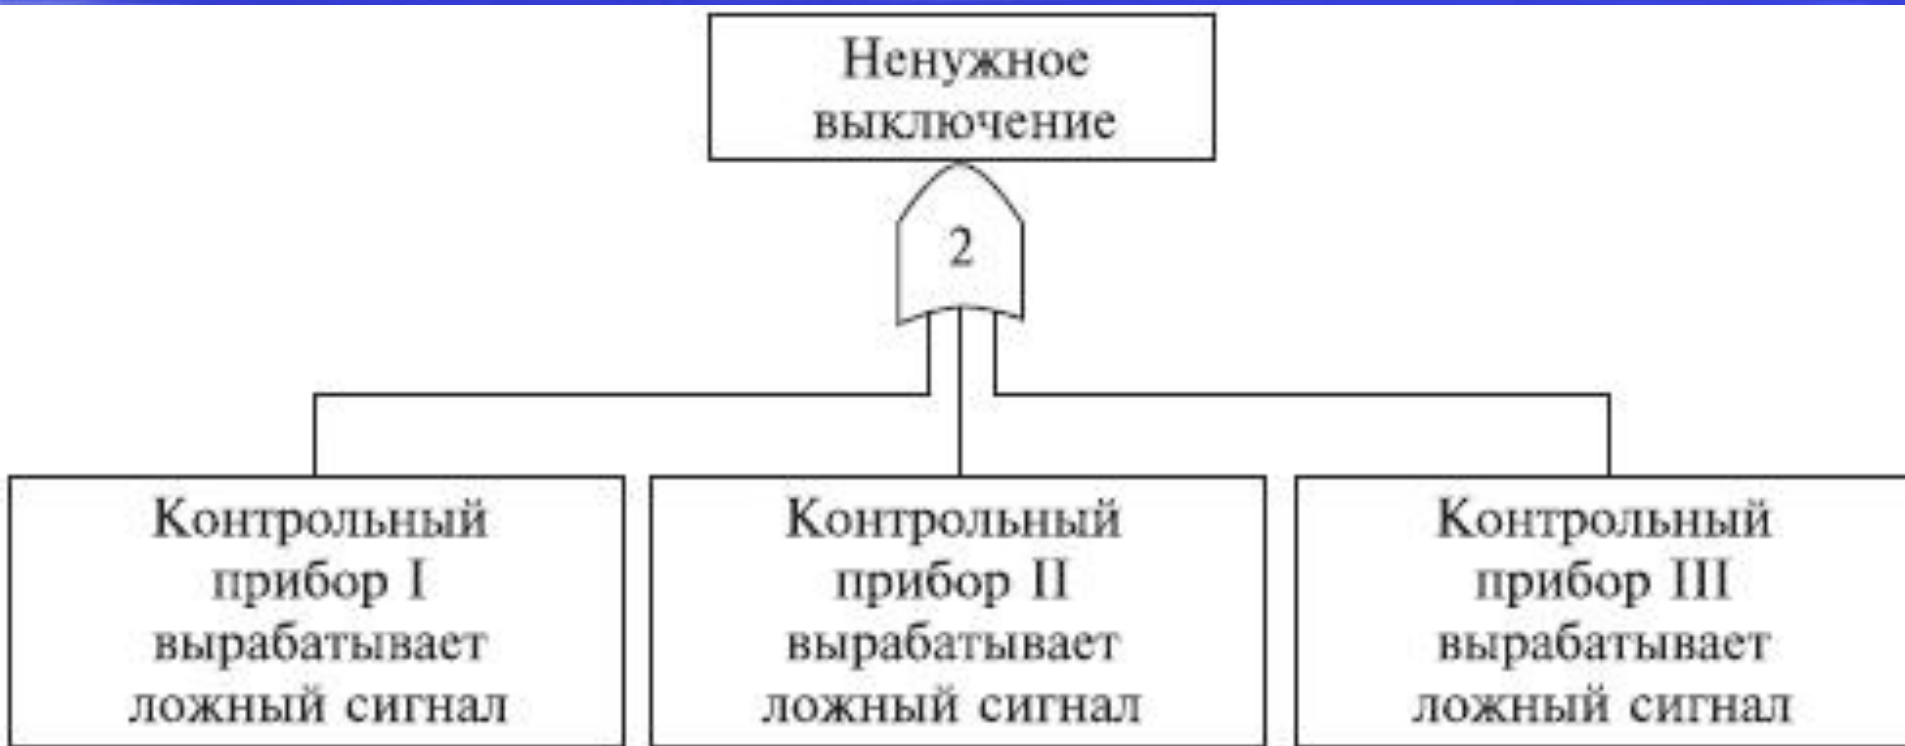 Ненужное
выключение
2
Контрольный
прибор I
вырабатывает
ложный сигнал
Контрольный
прибор II
вырабатывает
ложный сигнал
Контрольный
прибор III
вырабатывает
ложный сигнал